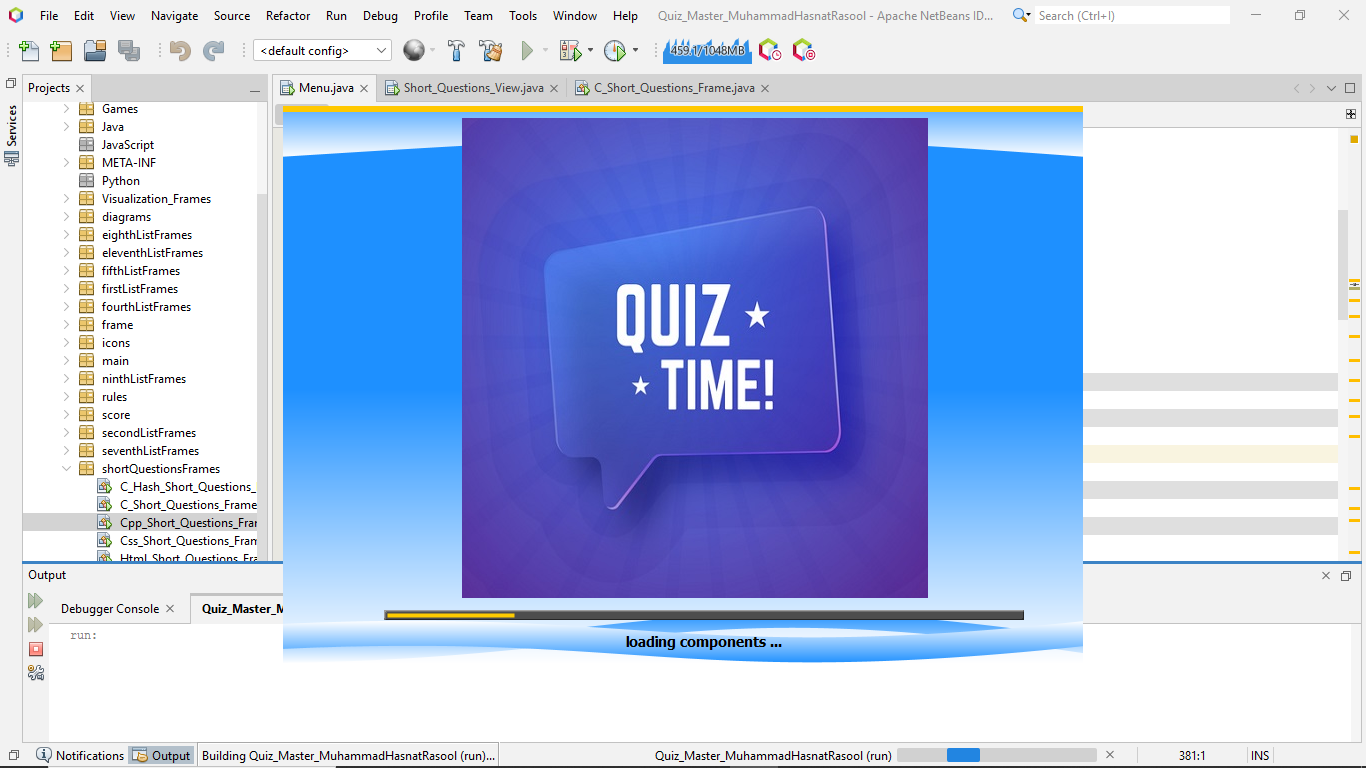 File Edit View Navigate Source Refactor Run Debug Profile Team Tools Window Help Quiz_Master_MuhammadHasnatRasool - Apache NetBeans ID... Search (Ctrl+I)
<default config> 459.1/1048MB
Services
Projects
Games
Java
JavaScript
META-INF
Python
Visualization_Frames
diagrams
eighthListFrames
eleventhListFrames
fifthListFrames
firstListFrames
fourthListFrames
frame
icons
main
ninthListFrames
rules
score
secondListFrames
seventhListFrames
shortQuestionsFrames
C_Hash_Short_Questions_
C_Short_Questions_Frame
Cpp_Short_Questions_Frar
Css_Short_Questions_Fram
Html_Short_Questions_Fra
Menu.java Short_Questions_View.java C_Short_Questions_Frame.java
QUIZ
TIME!
loading components ...
Output
Debugger Console Quiz_Master_M
run:
Notifications Output Building Quiz_Master_MuhammadHasnatRasool (run)... Quiz_Master_MuhammadHasnatRasool (run) 381:1 INS